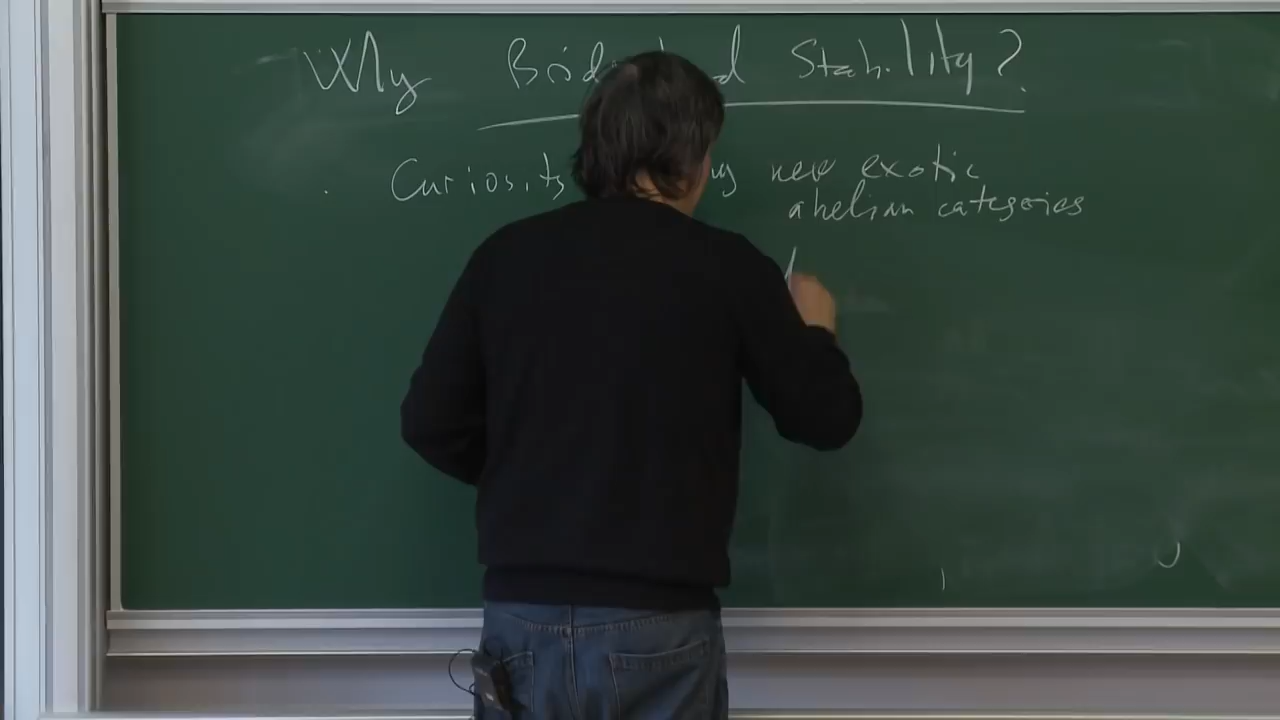 Why Bridgeland Stability?
. Curiosity new exotic
abelian categories